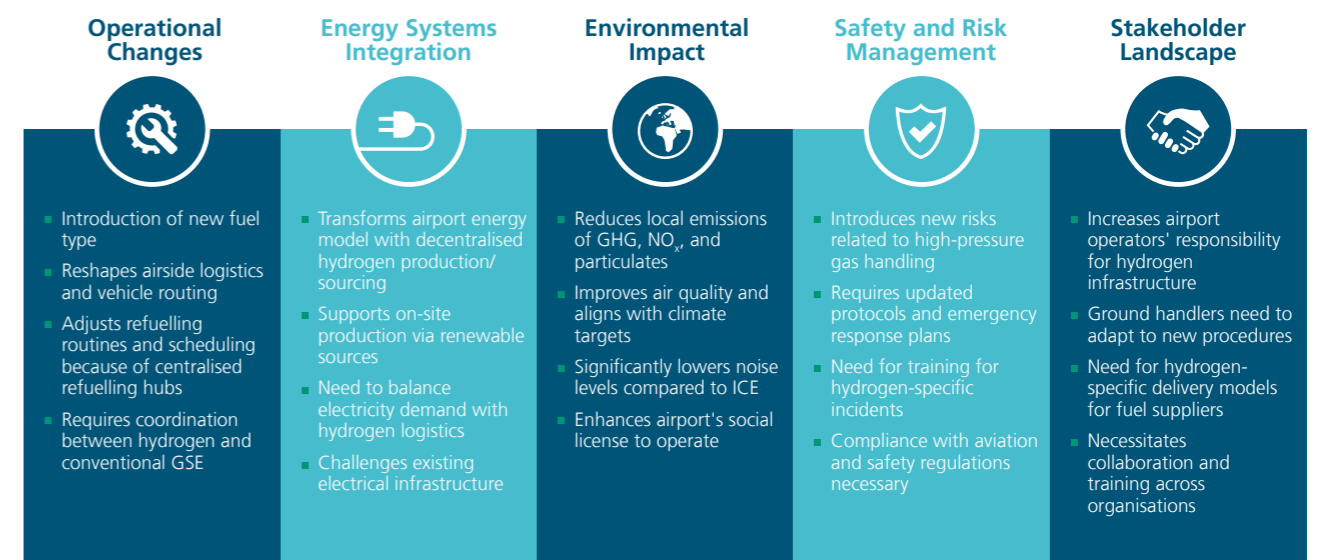 Operational
Changes
Introduction of new fuel
type
Reshapes airside logistics
and vehicle routing
Adjusts refuelling
routines and scheduling
because of centralised
refuelling hubs
Requires coordination
between hydrogen and
conventional GSE
Energy Systems
Integration
Transforms airport energy
model with decentralised
hydrogen production/
sourcing
Supports on-site
production via renewable
sources
Need to balance
electricity demand with
hydrogen logistics
Challenges existing
electrical infrastructure
Environmental
Impact
Reduces local emissions
of GHG, NOx, and
particulates
Improves air quality and
aligns with climate
targets
Significantly lowers noise
levels compared to ICE
Enhances airport's social
license to operate
Safety and Risk
Management
Introduces new risks
related to high-pressure
gas handling
Requires updated
protocols and emergency
response plans
Need for training for
hydrogen-specific
incidents
Compliance with aviation
and safety regulations
necessary
Stakeholder
Landscape
Increases airport
operators' responsibility
for hydrogen
infrastructure
Ground handlers need to
adapt to new procedures
Need for hydrogen-
specific delivery models
for fuel suppliers
Necessitates
collaboration and
training across
organisations